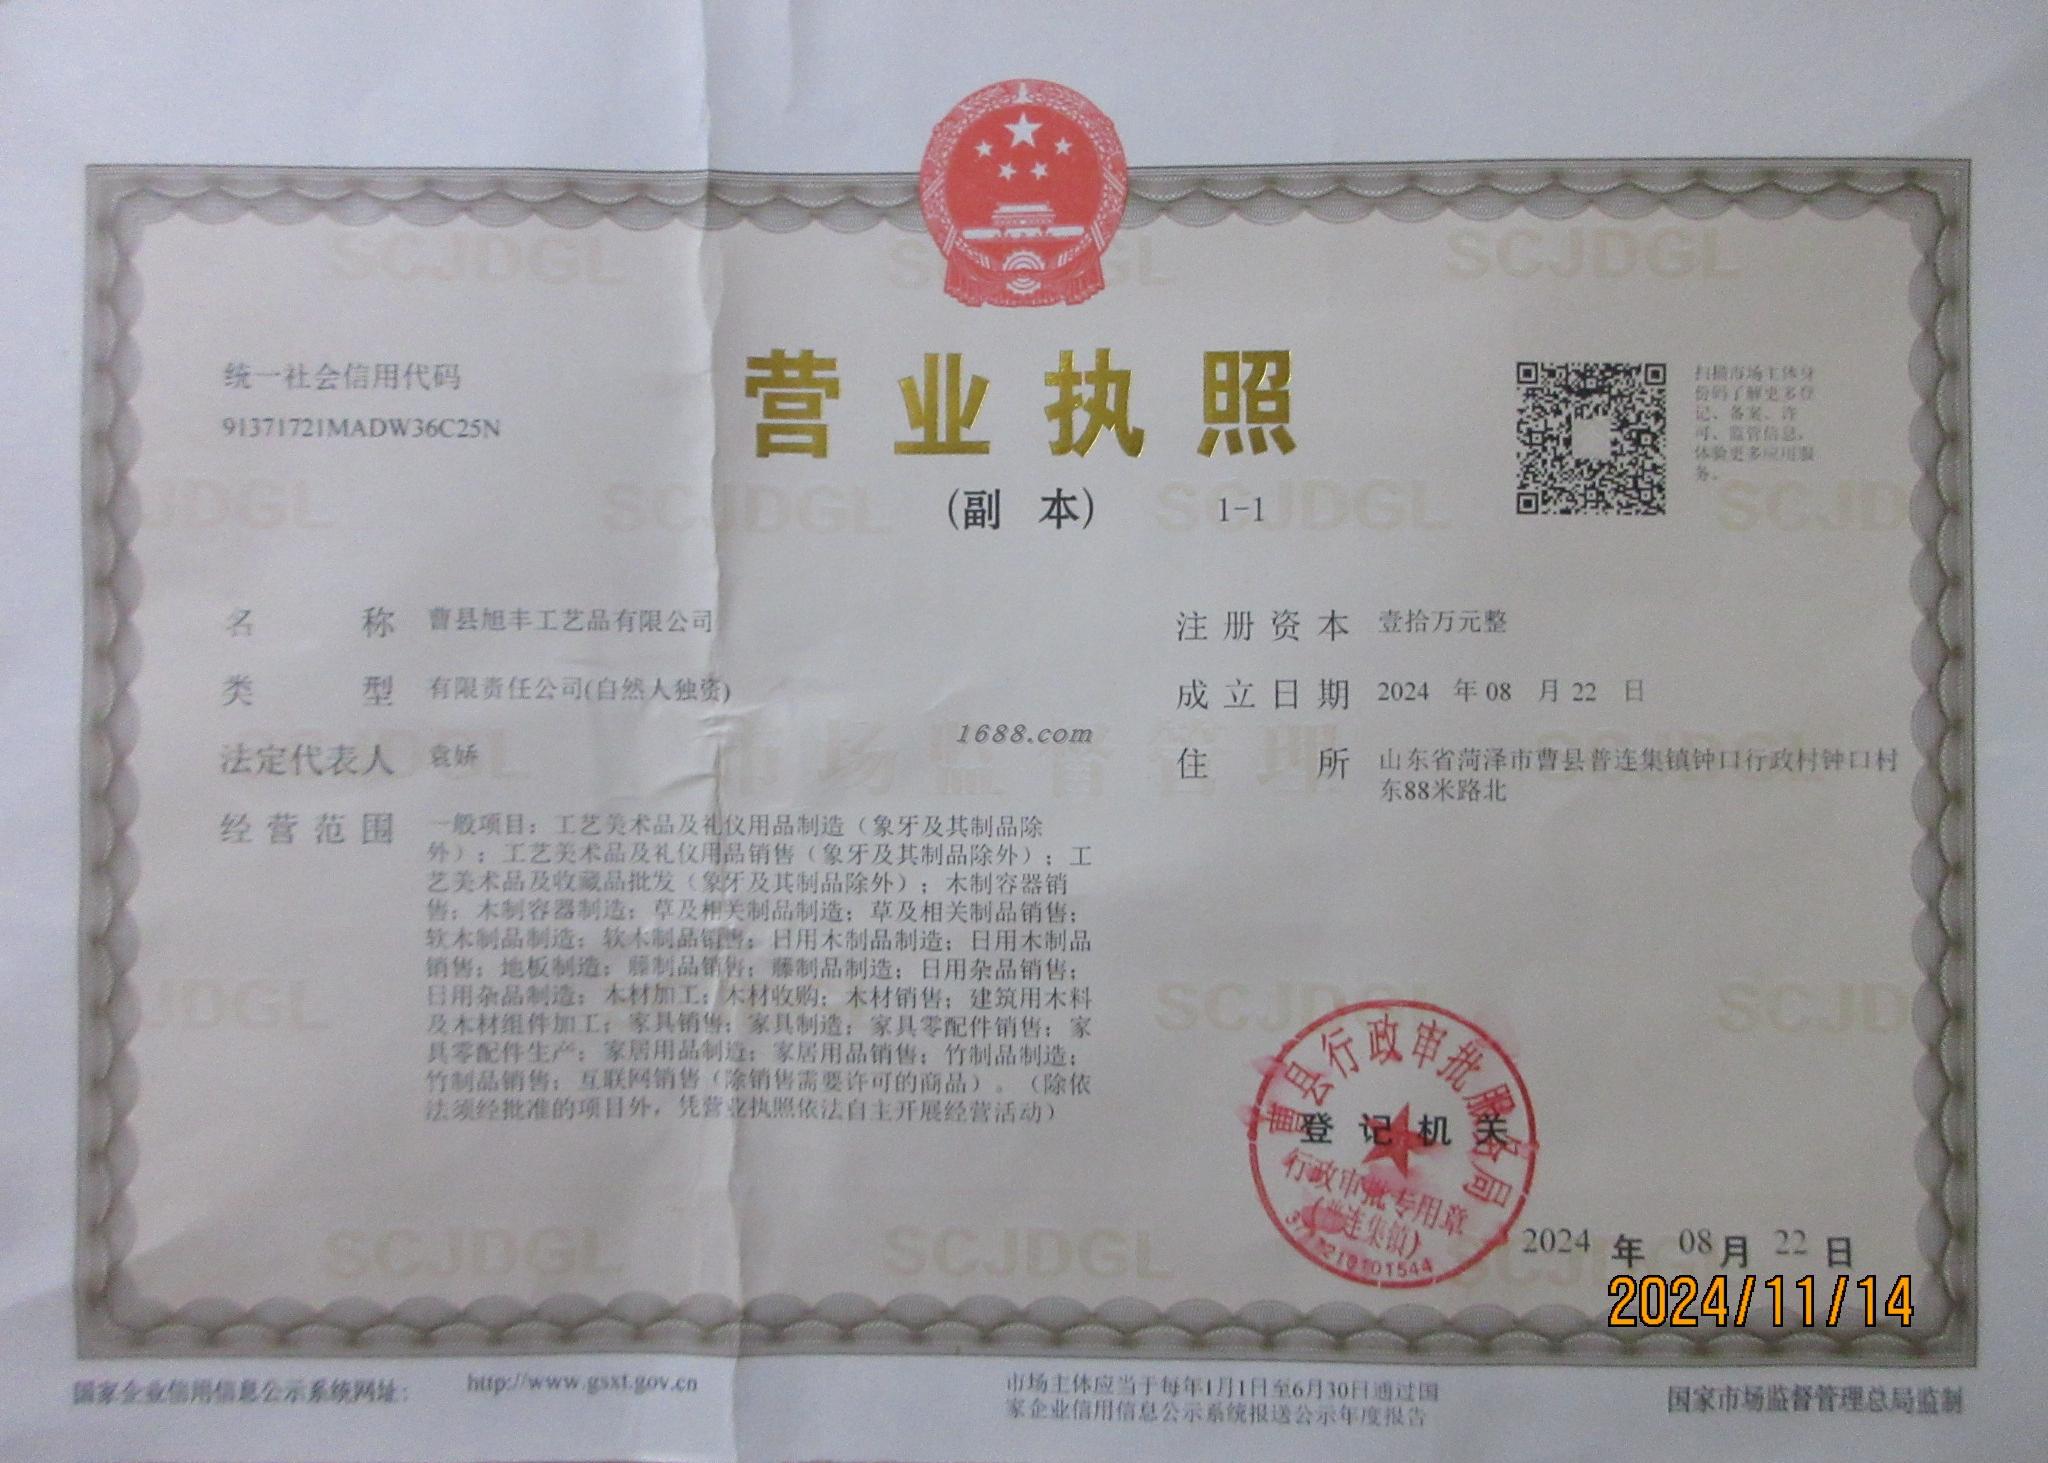 统一社会信用代码
91371721MADW36C25N
营业执照
(副 本) 1-1
扫描市场主体身
份码了解更多登
记、备案、许
可、监管信息,
体验更多应用服
务。
名 称 曹县旭丰工艺品有限公司
类 型 有限责任公司(自然人独资)
法定代表人 袁娇
经营范围 一般项目：工艺美术品及礼仪用品制造（象牙及其制品除
外）；工艺美术品及礼仪用品销售（象牙及其制品除外）；工
艺美术品及收藏品批发（象牙及其制品除外）；木制容器销
售；木制容器制造；草及相关制品制造；草及相关制品销售；
软木制品制造；软木制品销售；日用木制品制造；日用木制品
销售；地板制造；藤制品销售；藤制品制造；日用杂品销售；
日用杂品制造；木材加工；木材收购；木材销售；建筑用木料
及木材组件加工；家具销售；家具制造；家具零配件销售；家
具零配件生产；家居用品制造；家居用品销售；竹制品制造；
竹制品销售；互联网销售（除销售需要许可的商品）。（除依
法须经批准的项目外，凭营业执照依法自主开展经营活动）
注册资本 壹拾万元整
成立日期 2024 年 08 月 22 日
住 所 山东省菏泽市曹县普连集镇钟口行政村钟口村
东88米路北
1688.com
市场监督管理
SCJDGL
曹县行政审批服务局
登记机关
行政审批专用章
(普连集镇)
2024 年 08 月 22 日
2024/11/14
国家企业信用信息公示系统网址: http://www.gsxt.gov.cn
市场主体应当于每年1月1日至6月30日通过国
家企业信用信息公示系统报送公示年度报告
国家市场监督管理总局监制